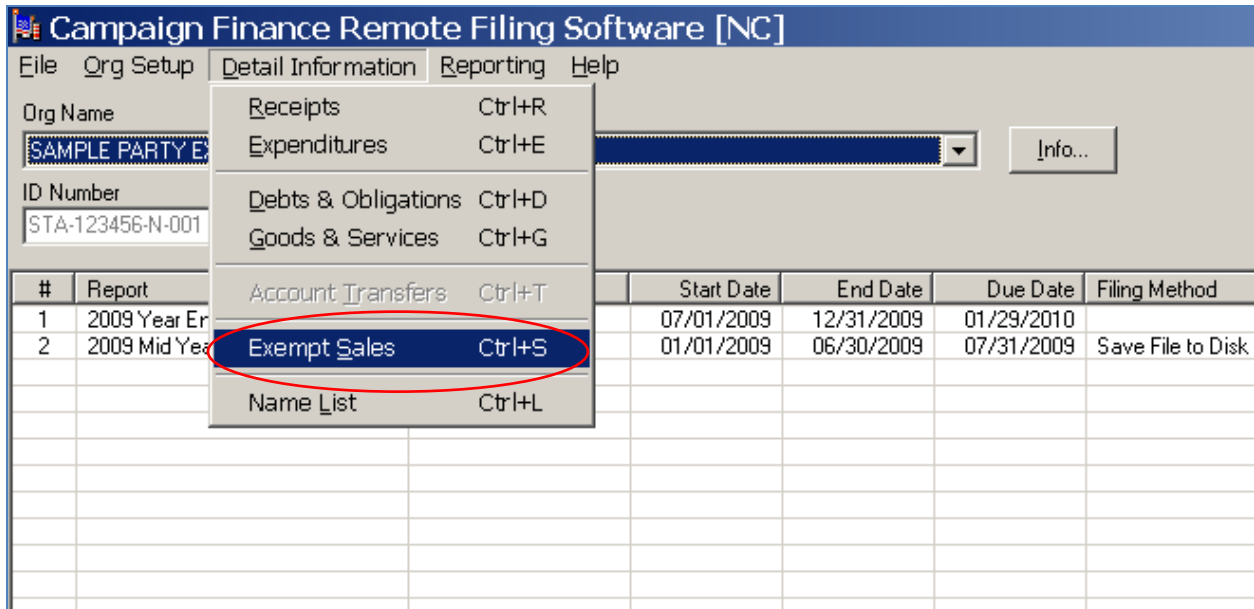 Campaign Finance Remote Filing Software [NC]
File Org Setup Detail Information Reporting Help
Org Name
SAMPLE PARTY
Info...
ID Number
STA-123456-N-001
Receipts Ctrl+R
Expenditures Ctrl+E
Debts & Obligations Ctrl+D
Goods & Services Ctrl+G
Account Transfers Ctrl+T
Exempt Sales Ctrl+S
Name List Ctrl+L
# Report Start Date End Date Due Date Filing Method
1 2009 Year 07/01/2009 12/31/2009 01/29/2010
2 2009 Mid 01/01/2009 06/30/2009 07/31/2009 Save File to Disk